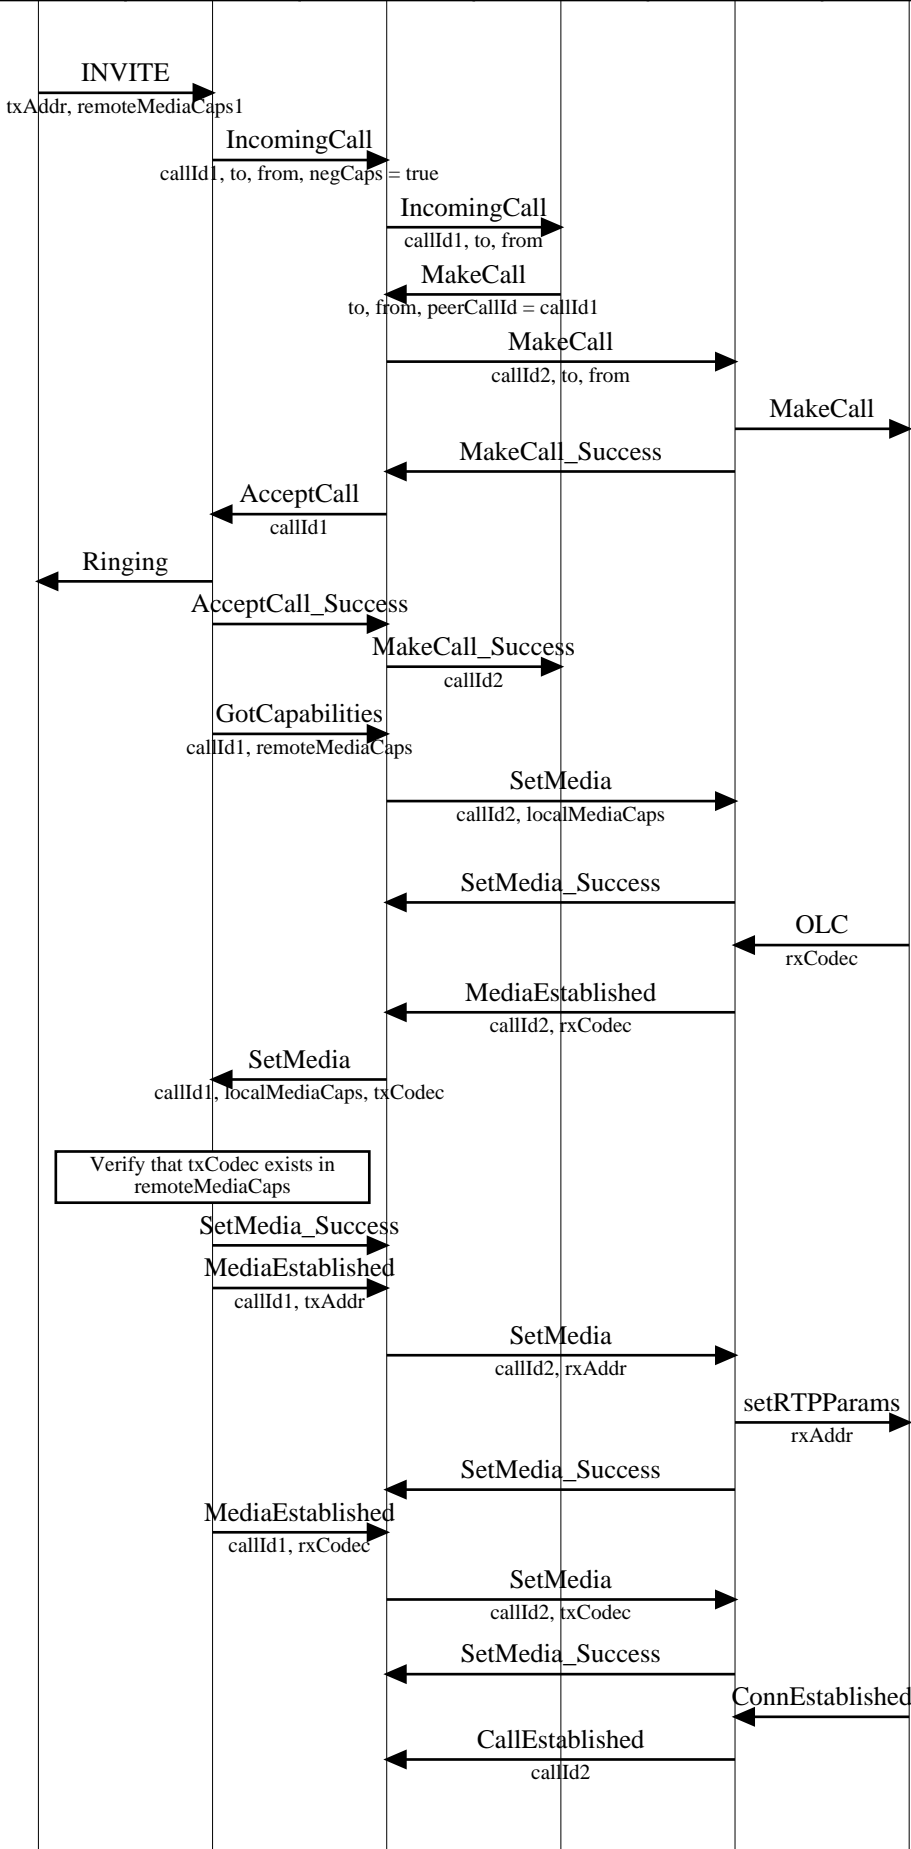 INVITE
txAddr, remoteMediaCaps1
IncomingCall
callId1, to, from, negCaps = true
IncomingCall
callId1, to, from
MakeCall
to, from, peerCallId = callId1
MakeCall
callId2, to, from
MakeCall
MakeCall_Success
AcceptCall
callId1
Ringing
AcceptCall_Success
MakeCall_Success
callId2
GotCapabilities
callId1, remoteMediaCaps
SetMedia
callId2, localMediaCaps
SetMedia_Success
OLC
rxCodec
MediaEstablished
callId2, rxCodec
SetMedia
callId1, localMediaCaps, txCodec
Verify that txCodec exists in
remoteMediaCaps
SetMedia_Success
MediaEstablished
callId1, txAddr
SetMedia
callId2, rxAddr
setRTPParams
rxAddr
SetMedia_Success
MediaEstablished
callId1, rxCodec
SetMedia
callId2, txCodec
SetMedia_Success
ConnEstablished
CallEstablished
callId2